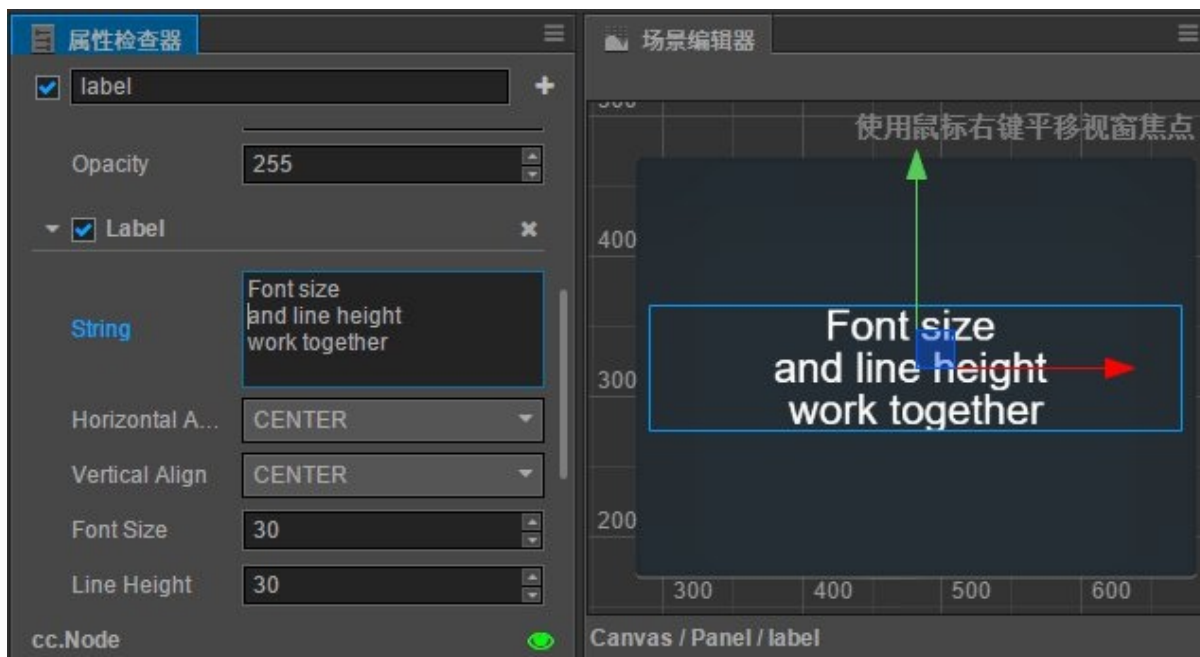 属性检查器
label
Opacity
255
Label
String
Font size
and line height
work together
Horizontal A...
CENTER
Vertical Align
CENTER
Font Size
30
Line Height
30
cc.Node
场景编辑器
使用鼠标右键平移视窗焦点
400
300
200
Font size
and line height
work together
300
400
500
600
Canvas / Panel / label